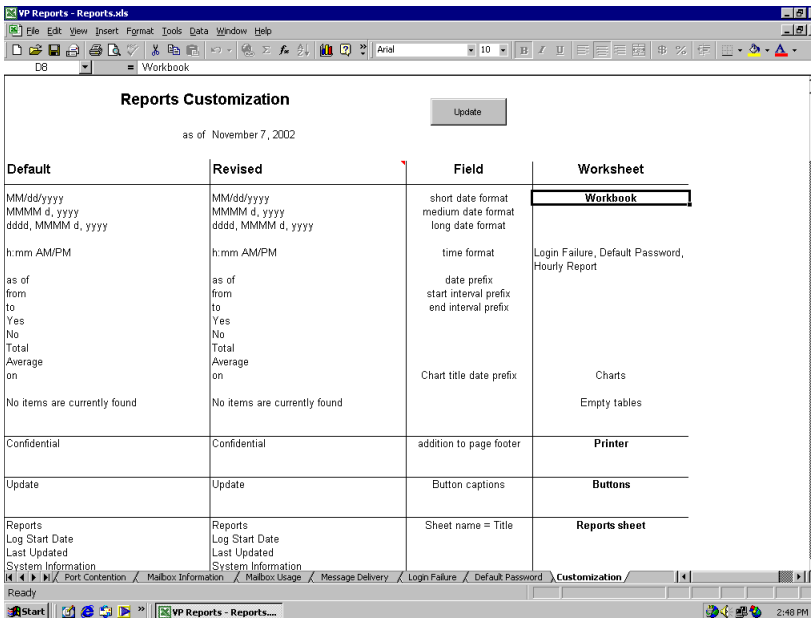 VP Reports - Reports.xls
File Edit View Insert Format Tools Data Window Help
Arial 10 B I U $ %
D8 = Workbook
Reports Customization
Update
as of November 7, 2002
Default Revised Field Worksheet
MM/dd/yyyy MM/dd/yyyy short date format Workbook
MMMM d, yyyy MMMM d, yyyy medium date format
dddd, MMMM d, yyyy dddd, MMMM d, yyyy long date format
h:mm AM/PM h:mm AM/PM time format Login Failure, Default Password,
Hourly Report
as of as of date prefix
from from start interval prefix
to to end interval prefix
Yes Yes
No No
Total Total
Average Average
on on Chart title date prefix Charts
No items are currently found No items are currently found Empty tables
Confidential Confidential addition to page footer Printer
Update Update Button captions Buttons
Reports Reports Sheet name = Title Reports sheet
Log Start Date Log Start Date
Last Updated Last Updated
System Information System Information
Port Contention Mailbox Information Mailbox Usage Message Delivery Login Failure Default Password Customization
Ready
Start VP Reports - Reports.... 2:48 PM